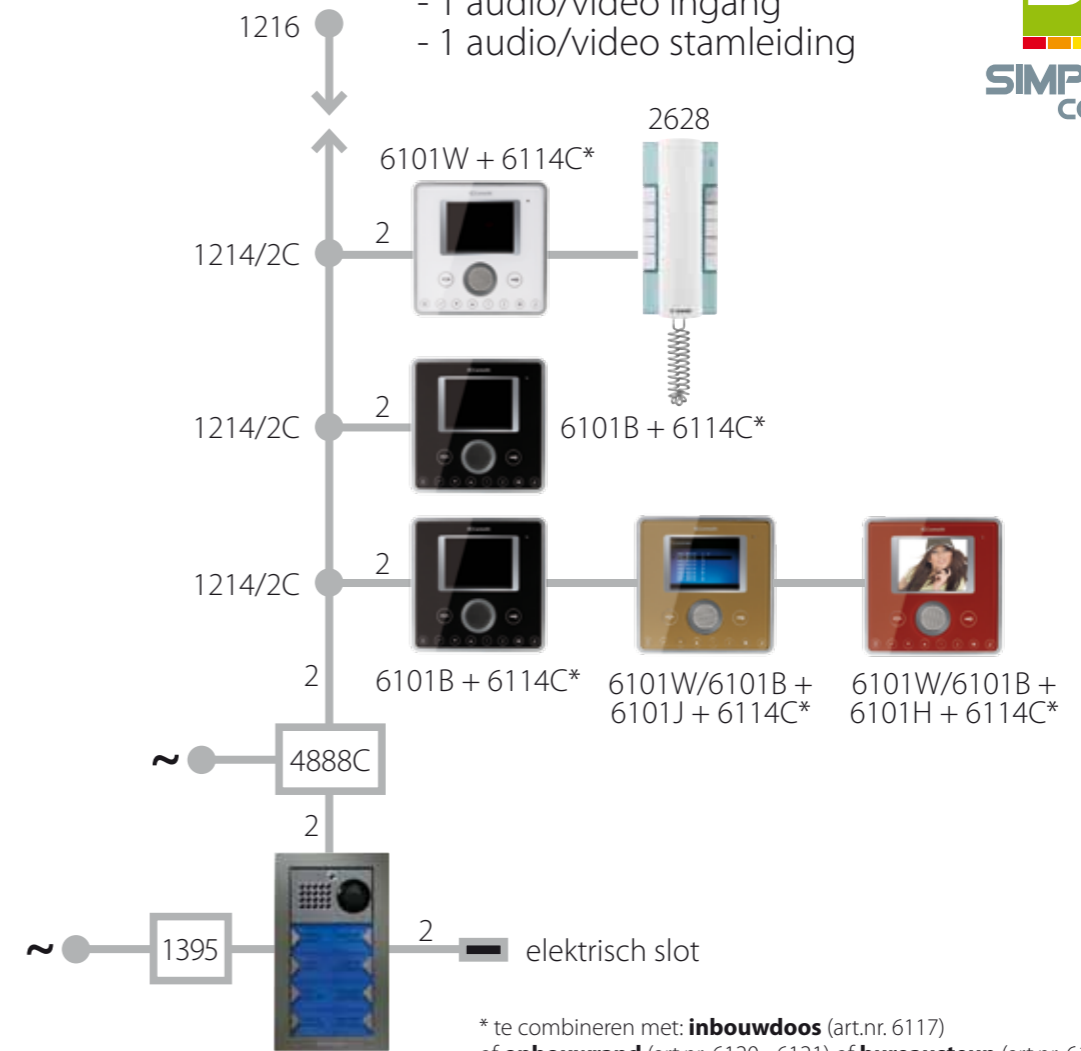 - 1 audio/video ingang
- 1 audio/video stamleiding
1216
2628
6101W + 6114C*
1214/2C
2
1214/2C
2
6101B + 6114C*
1214/2C
2
6101B + 6114C*
6101W/6101B +
6101J + 6114C*
6101W/6101B +
6101H + 6114C*
2
~
4888C
2
~
1395
2
elektrisch slot
* te combineren met: inbouwdoos (art.nr. 6117)